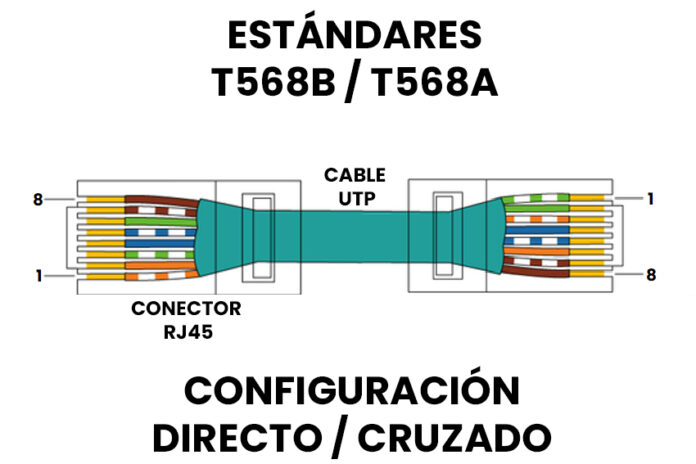 ESTÁNDARES
T568B / T568A
CABLE
UTP
8
1
1
8
CONECTOR
RJ45
CONFIGURACIÓN
DIRECTO / CRUZADO